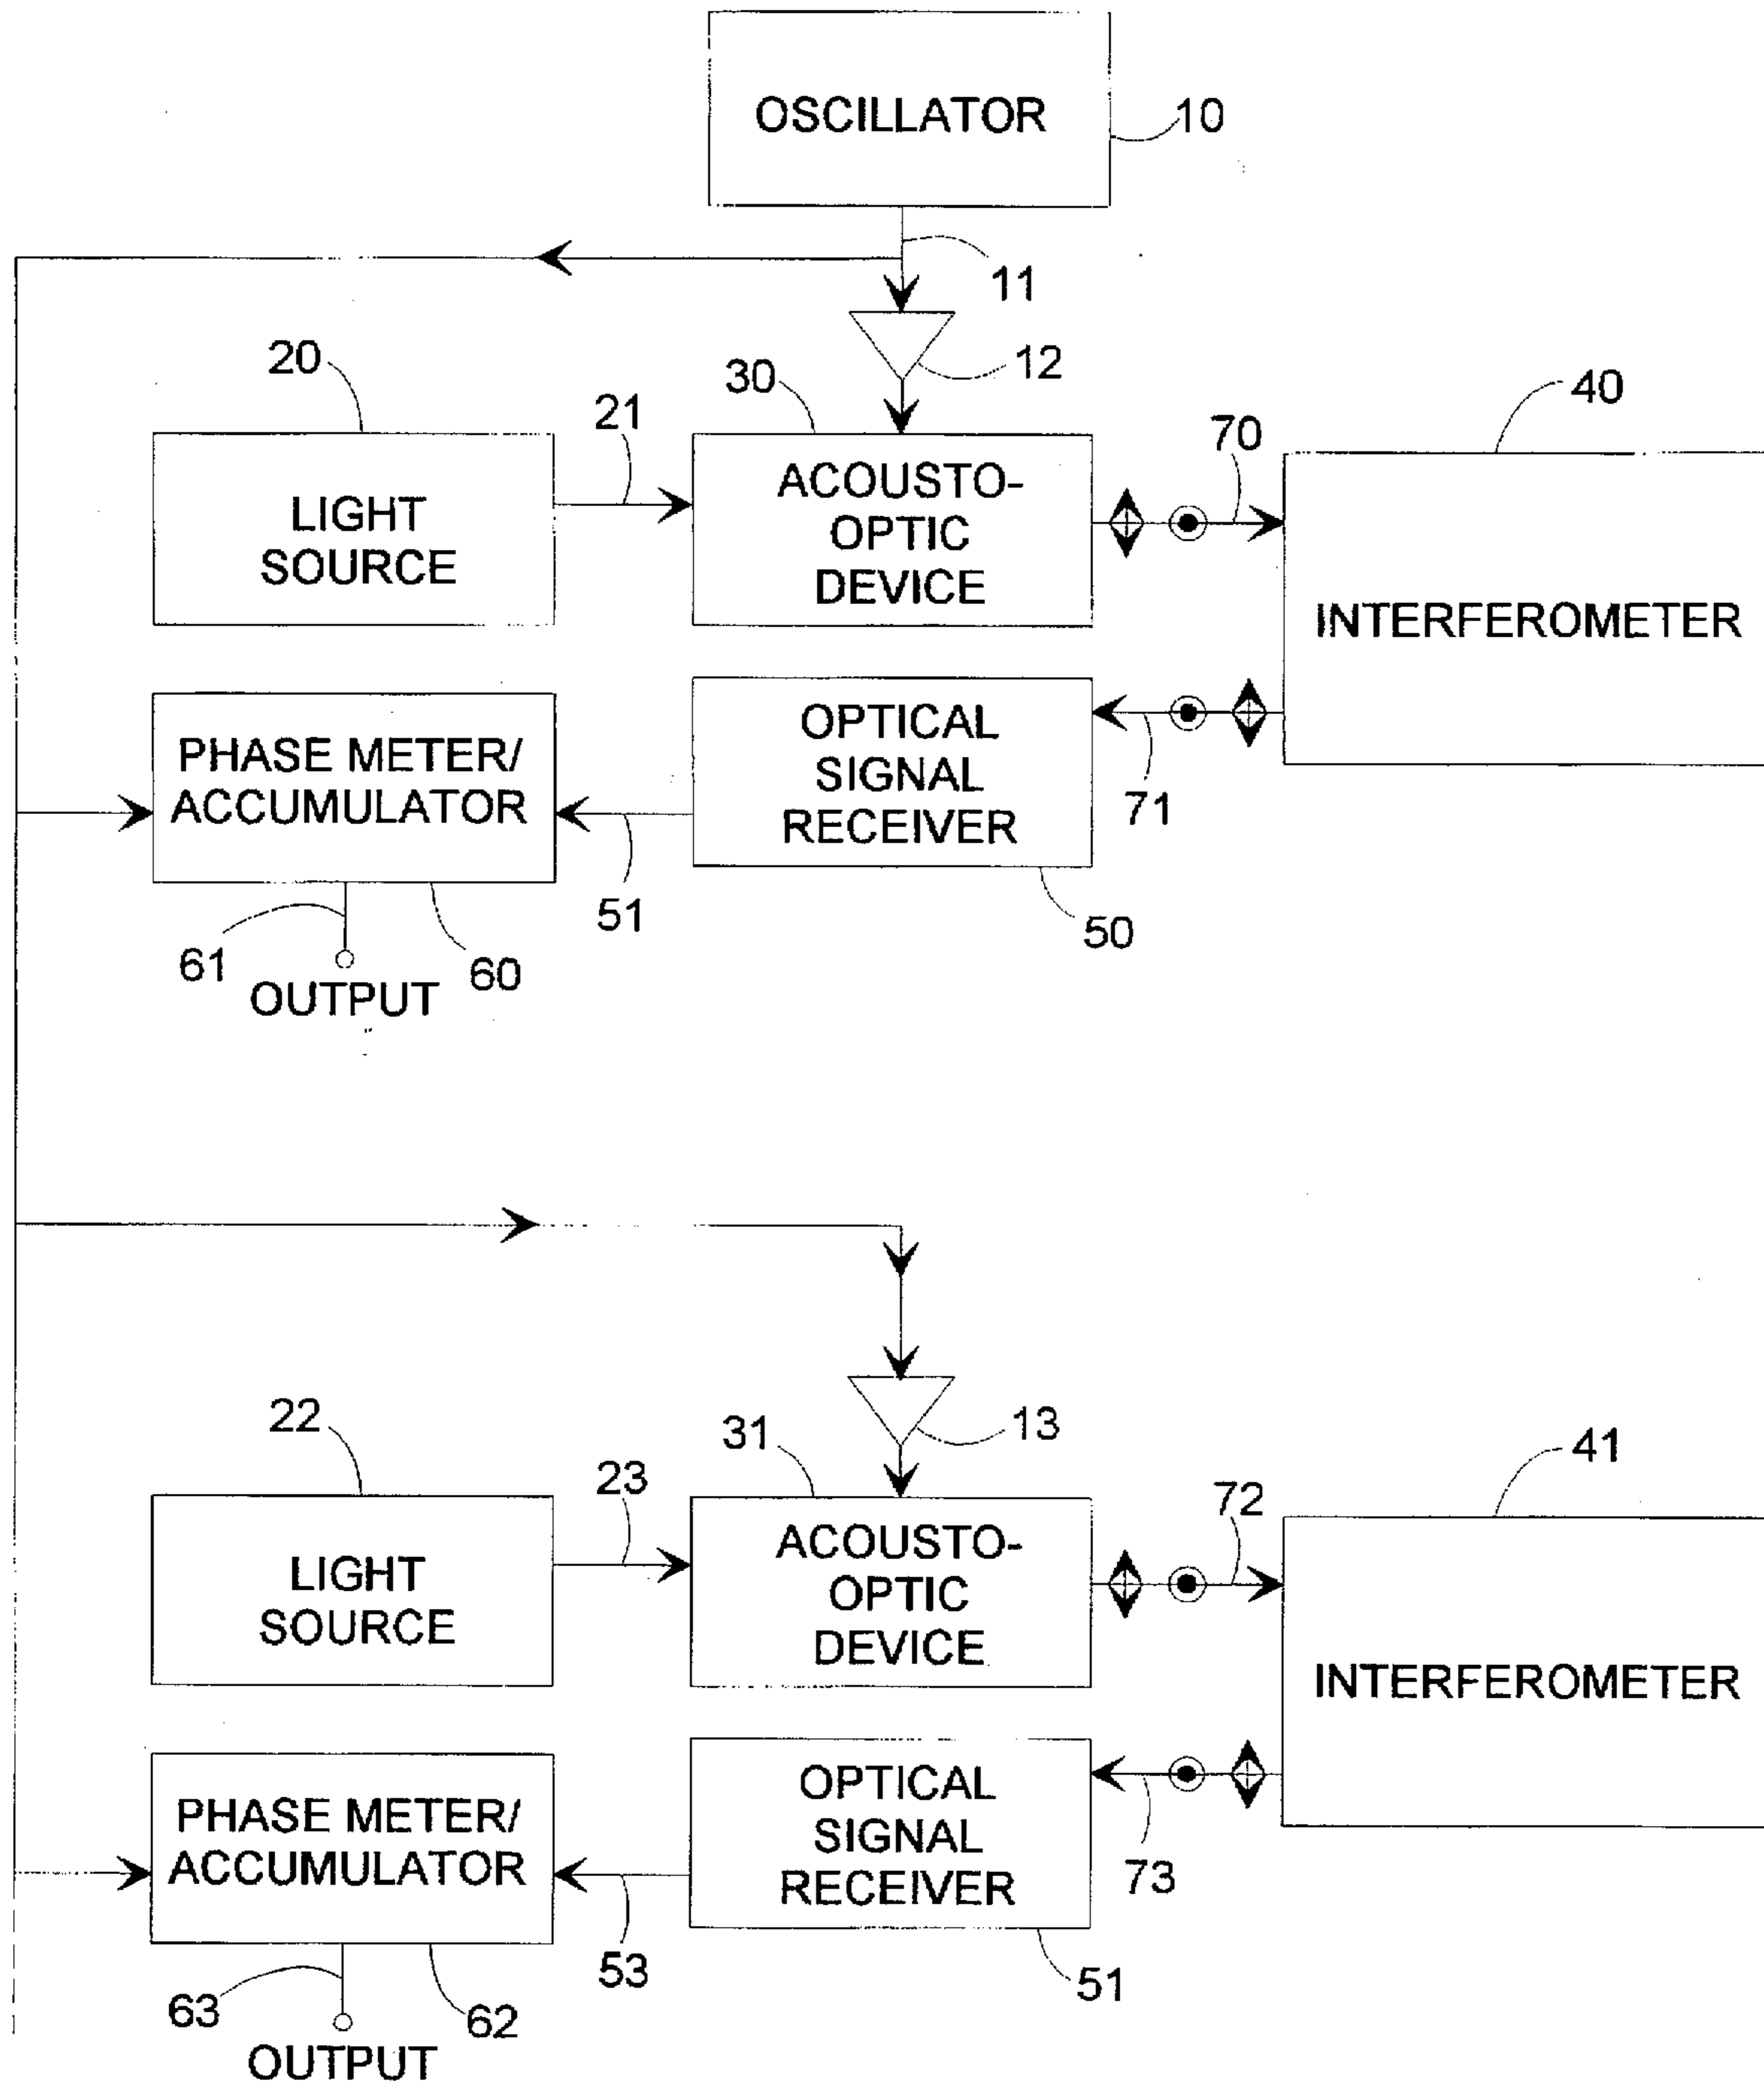 OSCILLATOR
10
11
12
20
21
30
70
40
LIGHT
SOURCE
ACOUSTO-
OPTIC
DEVICE
INTERFEROMETER
PHASE METER/
ACCUMULATOR
OPTICAL
SIGNAL
RECEIVER
71
51
50
61
60
OUTPUT
22
23
31
13
72
41
LIGHT
SOURCE
ACOUSTO-
OPTIC
DEVICE
INTERFEROMETER
PHASE METER/
ACCUMULATOR
OPTICAL
SIGNAL
RECEIVER
73
53
51
63
62
OUTPUT